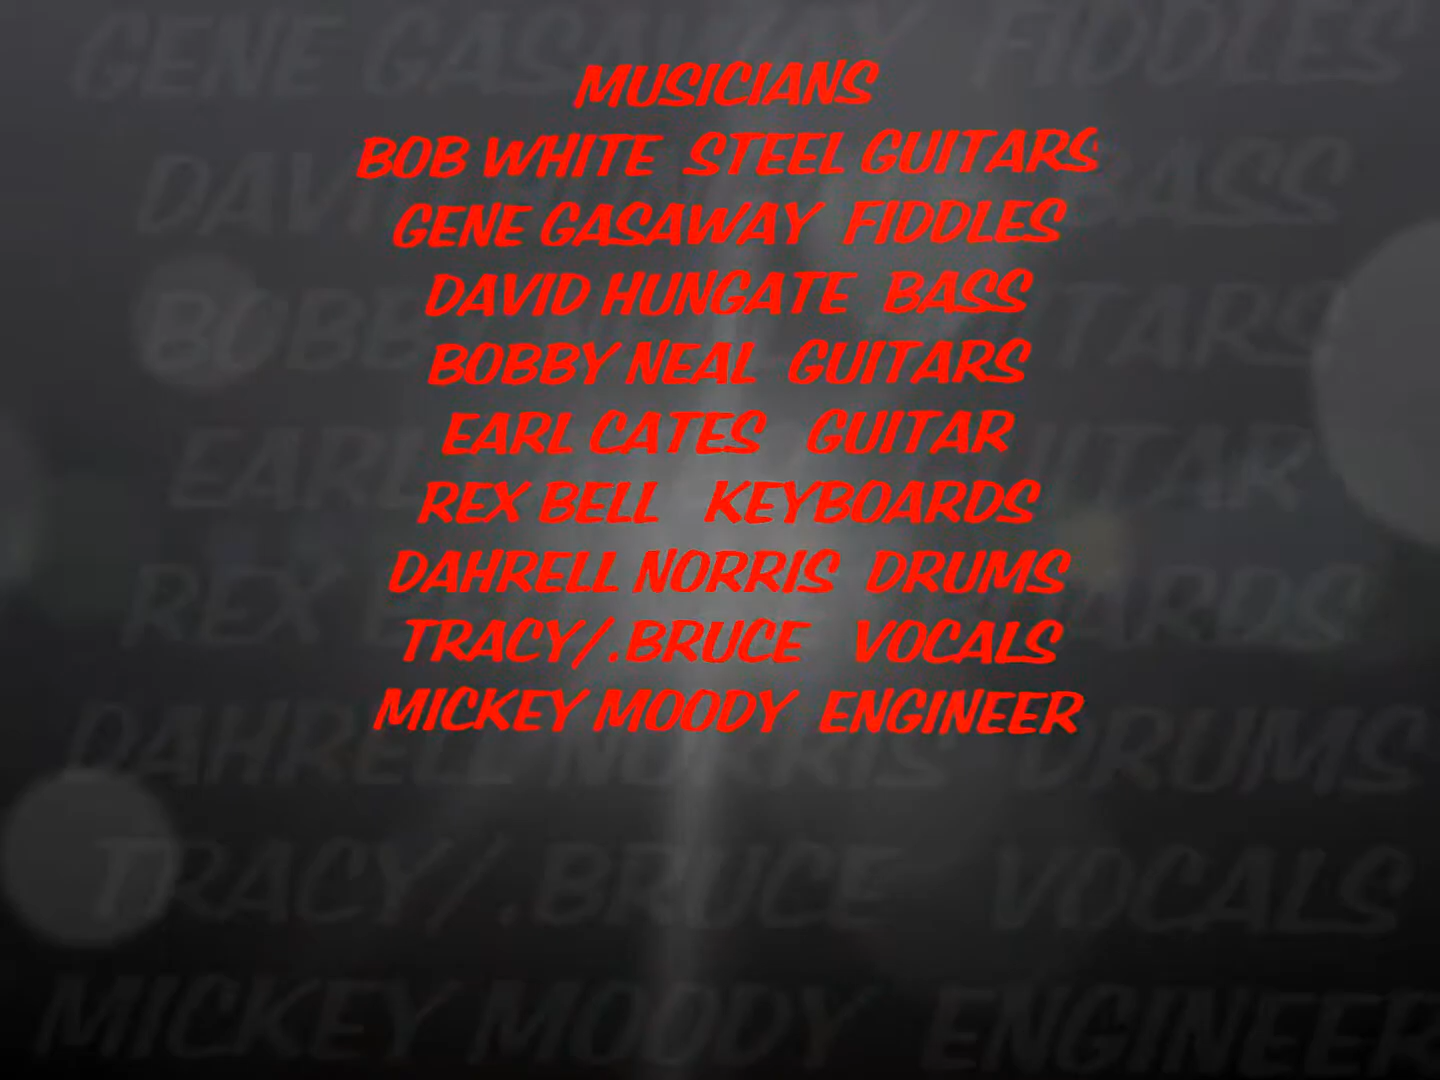 MUSICIANS
BOB WHITE STEEL GUITARS
GENE GASAWAY FIDDLES
DAVID HUNGATE BASS
BOBBY NEAL GUITARS
EARL CATES GUITAR
REX BELL KEYBOARDS
DAHRELL NORRIS DRUMS
TRACY/.BRUCE VOCALS
MICKEY MOODY ENGINEER